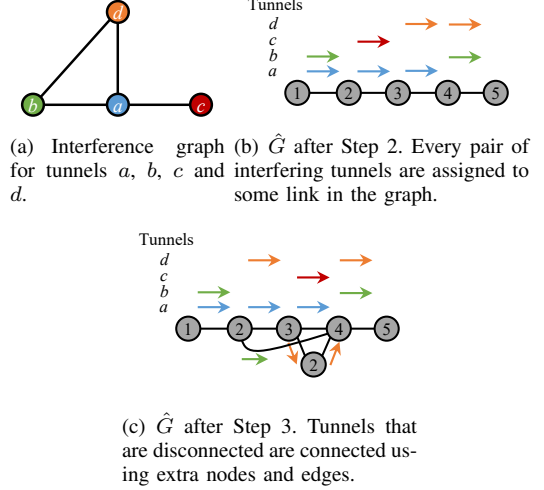 d
b
a
c
Tunnels
d
c
b
a
1
2
3
4
5
(a) Interference graph
for tunnels a, b, c and
d.
(b) Ĝ after Step 2. Every pair of
interfering tunnels are assigned to
some link in the graph.
Tunnels
d
c
b
a
1
2
3
4
5
2
(c) Ĝ after Step 3. Tunnels that
are disconnected are connected us-
ing extra nodes and edges.